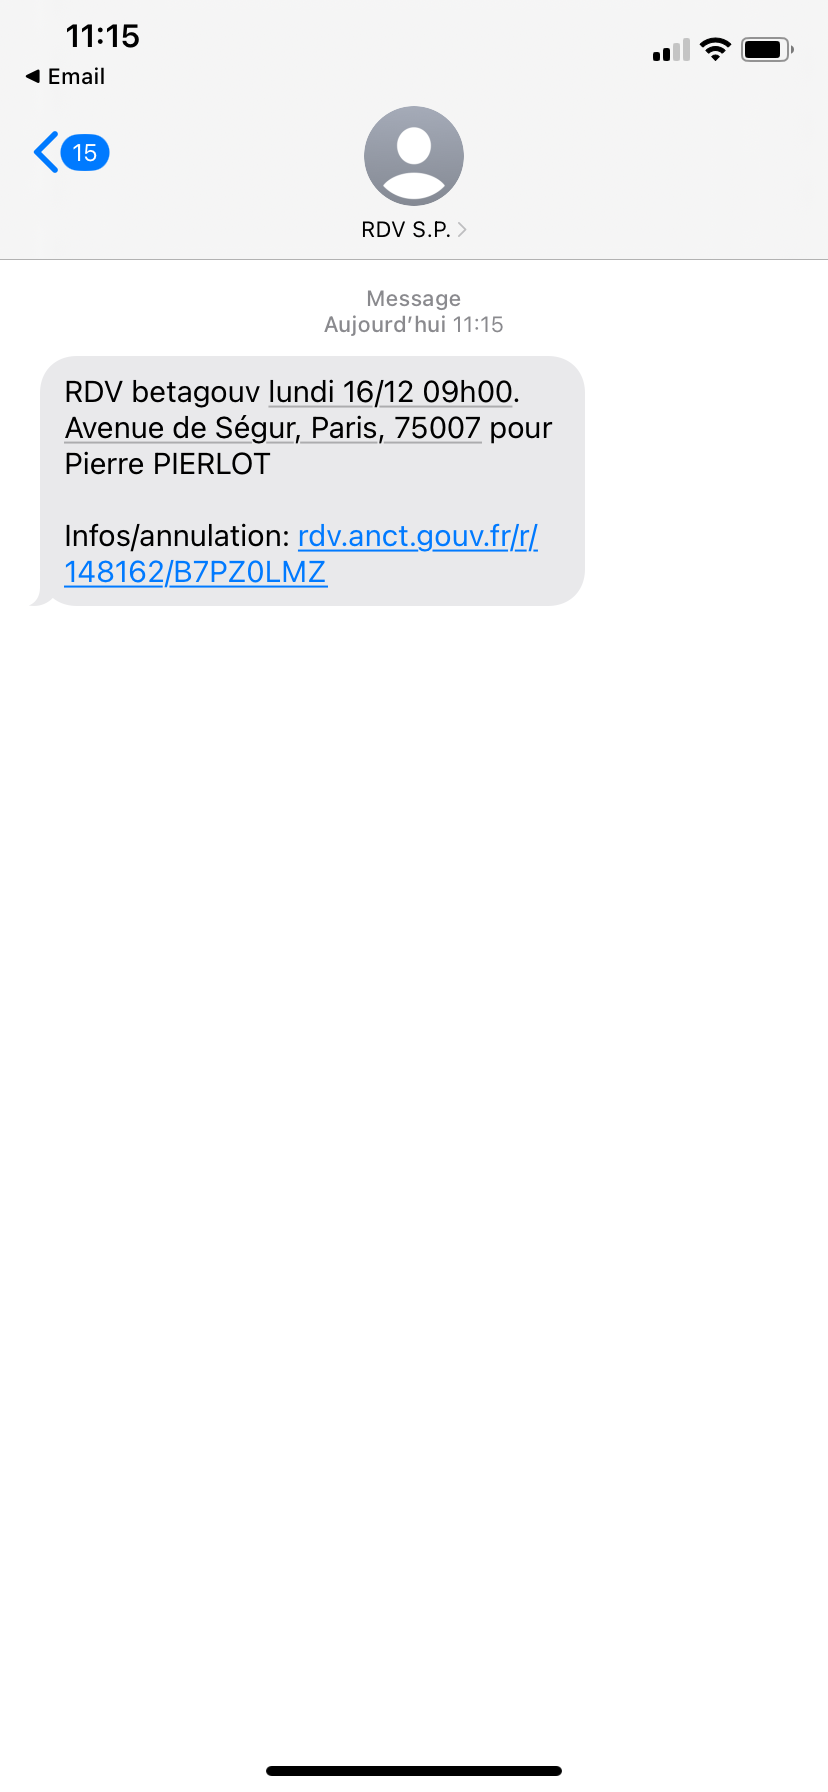 11:15
◀ Email
15
RDV S.P.
Message
Aujourd’hui 11:15
RDV betagouv lundi 16/12 09h00.
Avenue de Ségur, Paris, 75007 pour
Pierre PIERLOT
Infos/annulation: rdv.anct.gouv.fr/r/
148162/B7PZ0LMZ